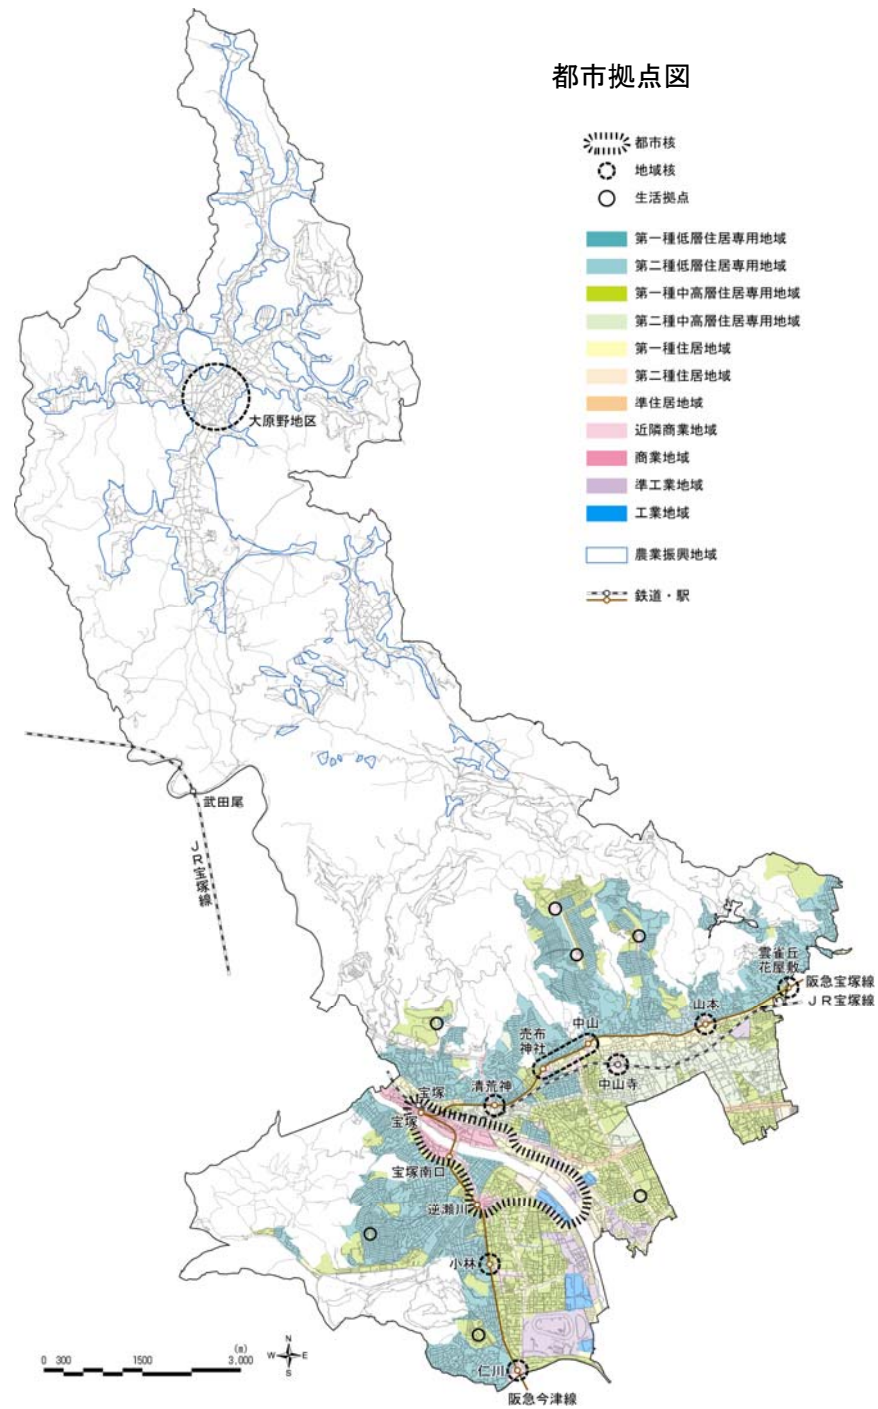 都市拠点図
都市核
地域核
生活拠点
第一種低層住居専用地域
第二種低層住居専用地域
第一種中高層住居専用地域
第二種中高層住居専用地域
第一種住居地域
第二種住居地域
準住居地域
近隣商業地域
商業地域
準工業地域
工業地域
農業振興地域
鉄道・駅
大原野地区
武田尾
JR宝塚線
雲雀丘
花屋敷
阪急宝塚線
JR宝塚線
山本
中山
売布
神社
中山寺
清荒神
宝塚
宝塚
宝塚南口
逆瀬川
小林
仁川
阪急今津線
(m)
0 300 1500 3,000
N
W E
S